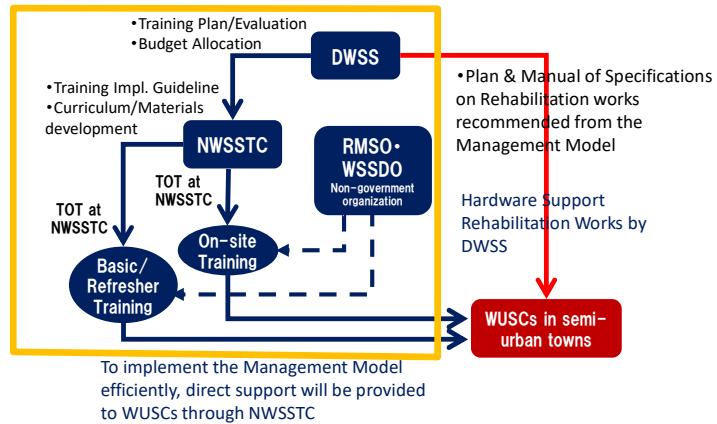 •Training Plan/Evaluation
•Budget Allocation
DWSS
•Training Impl. Guideline
•Curriculum/Materials
development
•Plan & Manual of Specifications
on Rehabilitation works
recommended from the
Management Model
NWSSTC
RMSO・
WSSDO
Non-government
organization
TOT at
NWSSTC
TOT at
NWSSTC
Hardware Support
Rehabilitation Works by
DWSS
On-site
Training
Basic/
Refresher
Training
WUSCs in semi-
urban towns
To implement the Management Model
efficiently, direct support will be provided
to WUSCs through NWSSTC